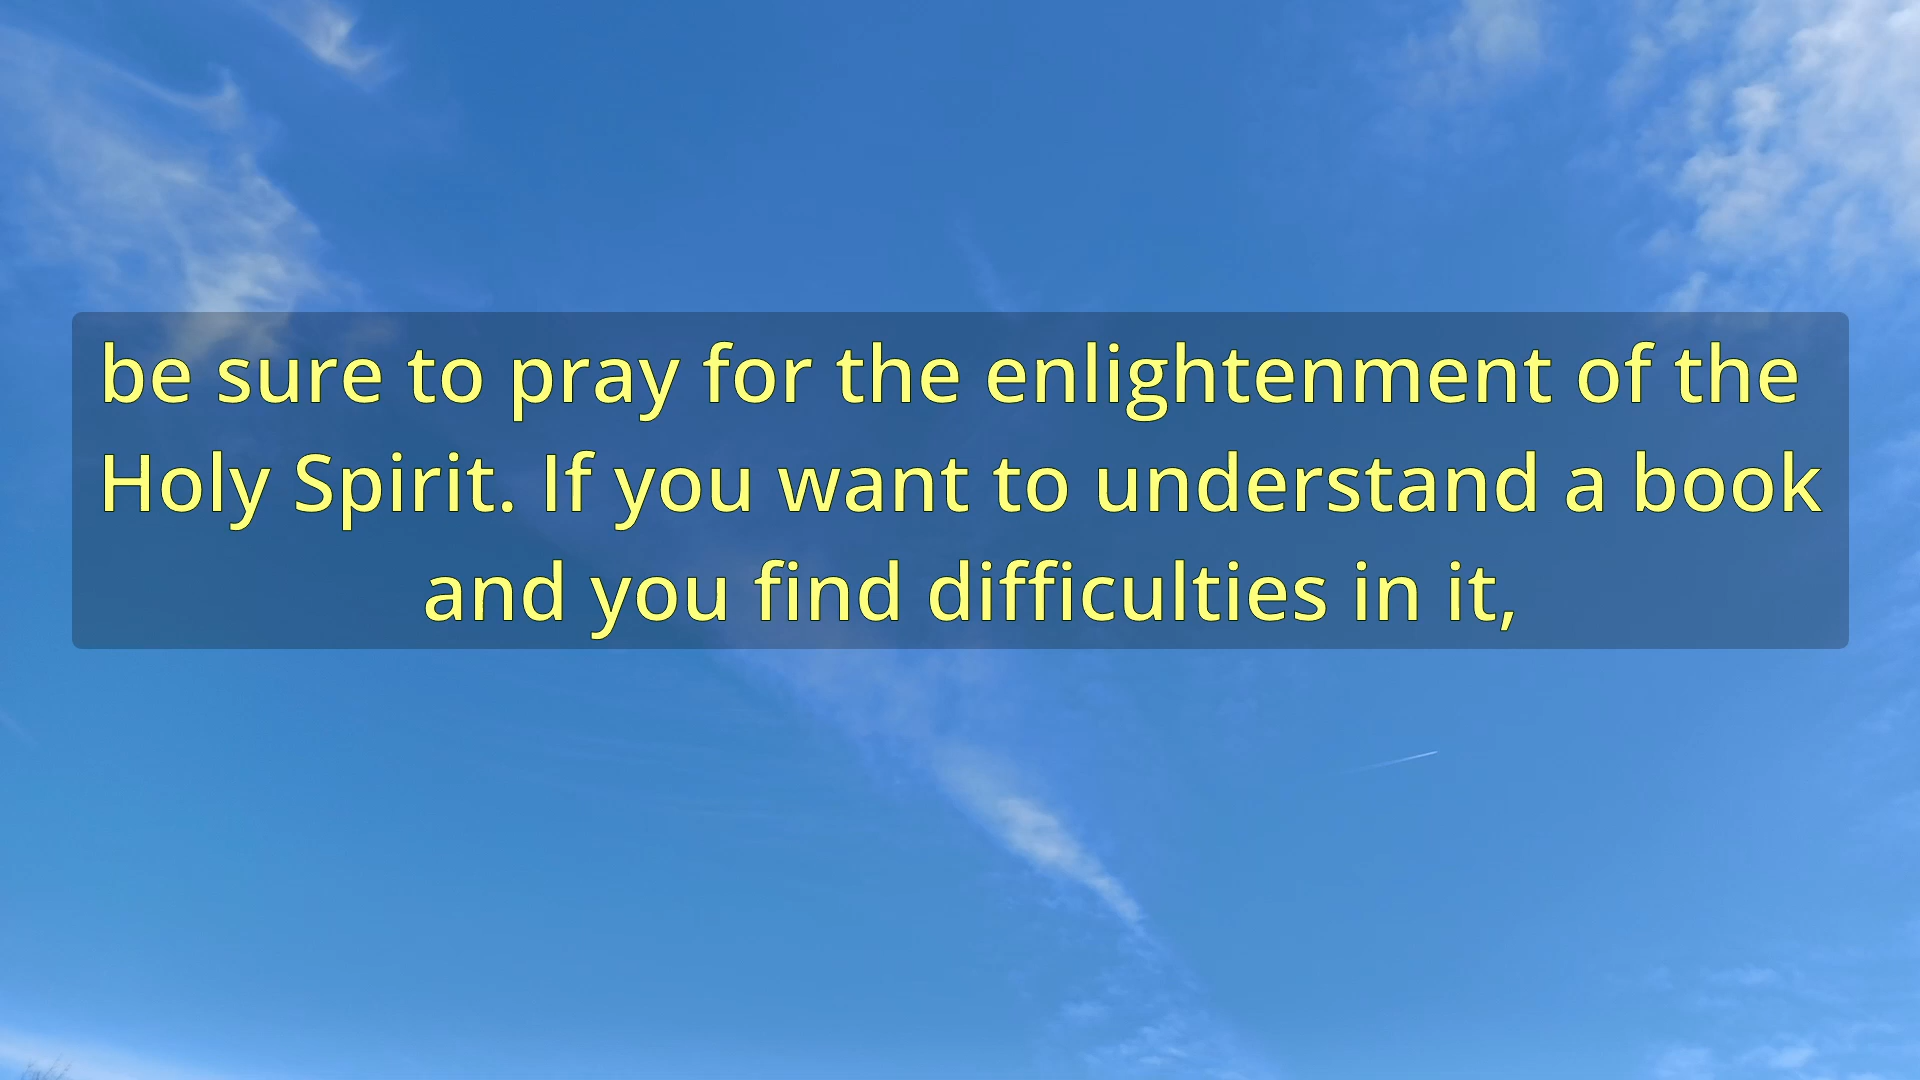 be sure to pray for the enlightenment of the
Holy Spirit. If you want to understand a book
and you find difficulties in it,